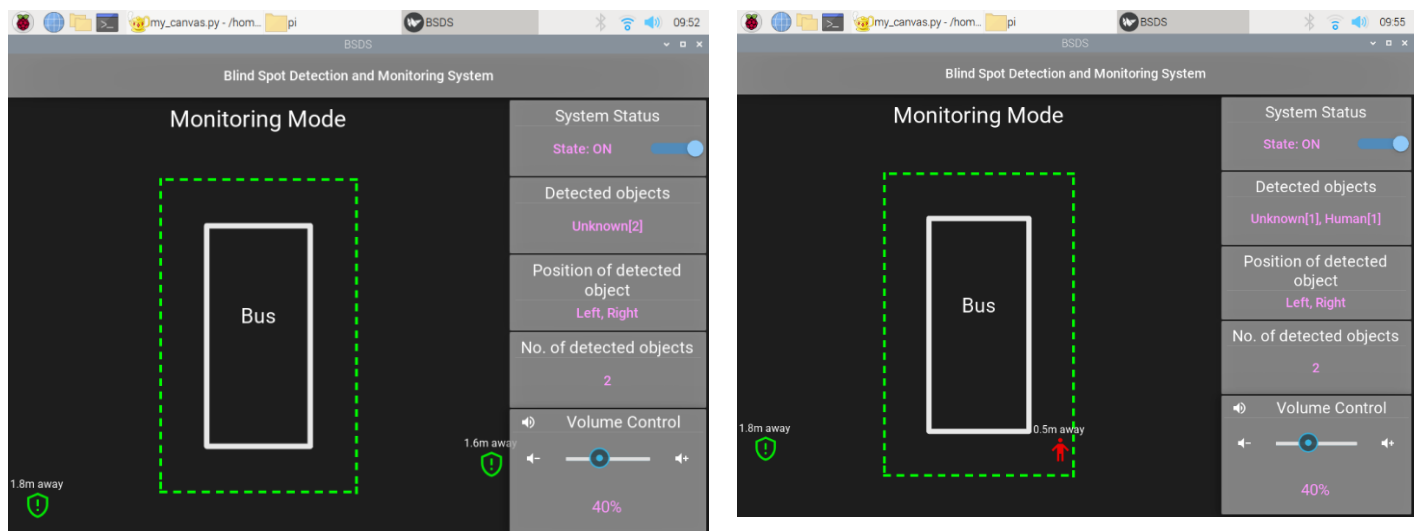 my_canvas.py - /hom...
pi
BSDS
09:52
BSDS
Blind Spot Detection and Monitoring System
Monitoring Mode
Bus
1.8m away
1.6m away
System Status
State: ON
Detected objects
Unknown[2]
Position of detected
object
Left, Right
No. of detected objects
2
Volume Control
40%
my_canvas.py - /hom...
pi
BSDS
09:55
BSDS
Blind Spot Detection and Monitoring System
Monitoring Mode
Bus
1.8m away
0.5m away
System Status
State: ON
Detected objects
Unknown[1], Human[1]
Position of detected
object
Left, Right
No. of detected objects
2
Volume Control
40%